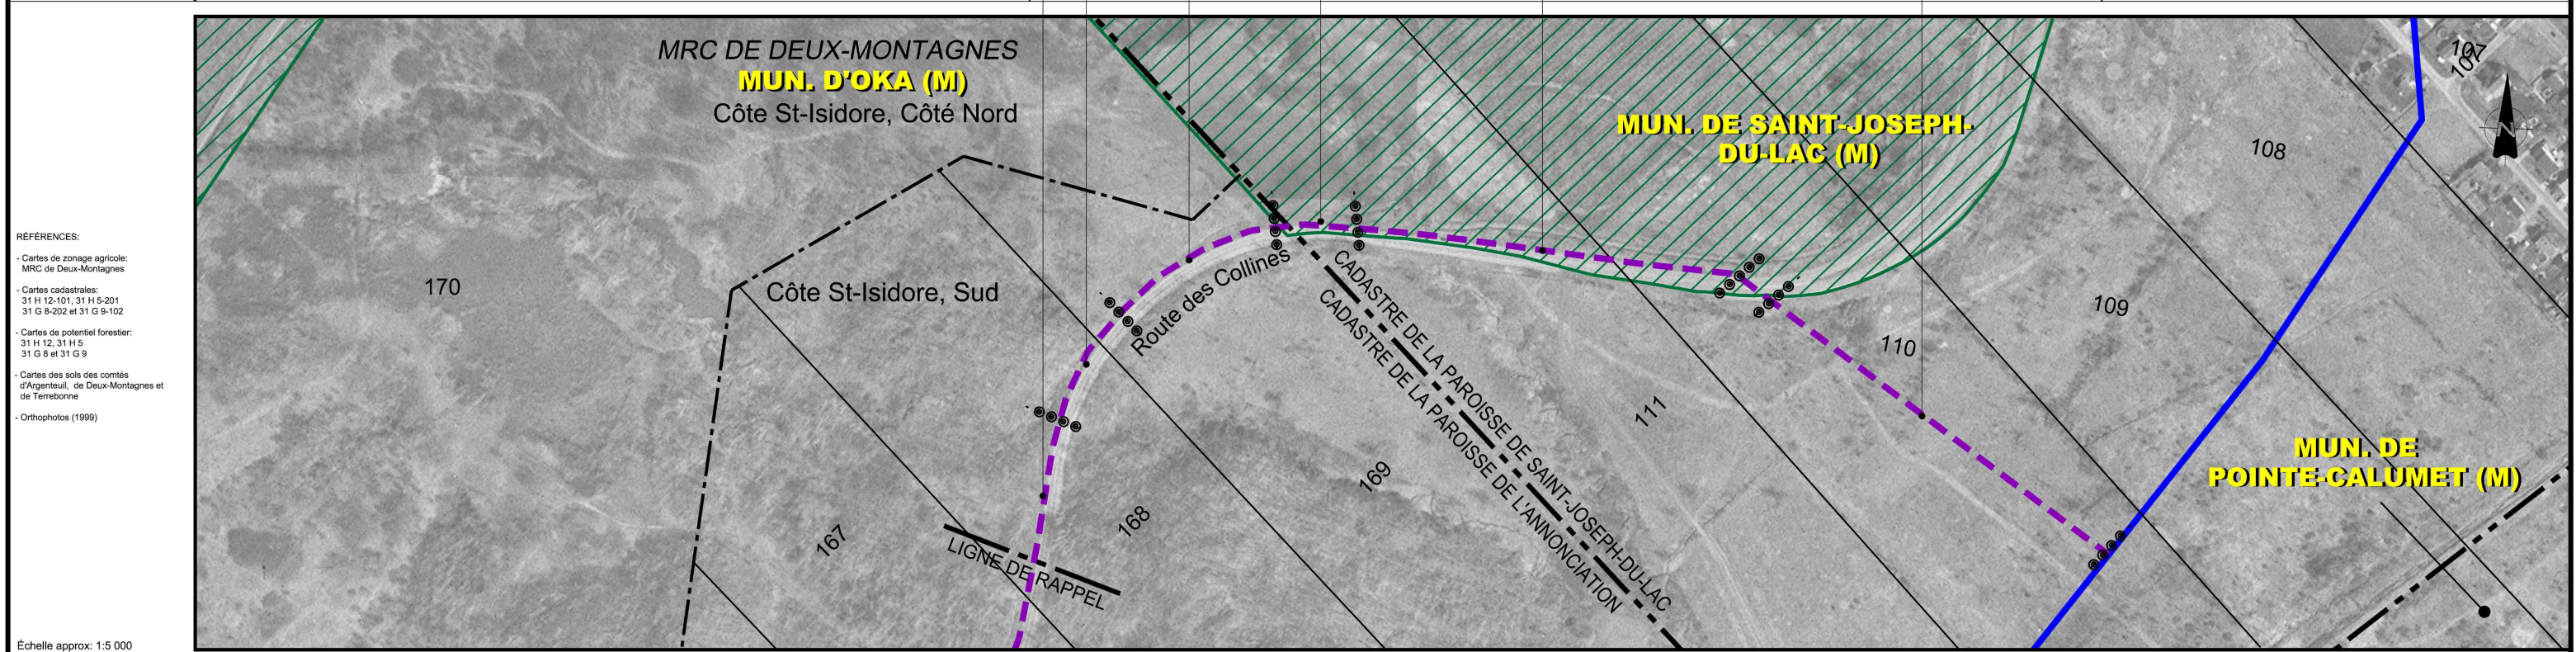 RÉFÉRENCES:
- Cartes de zonage agricole:
MRC de Deux-Montagnes
- Cartes cadastrales:
31 H 12-101, 31 H 5-201
31 G 8-202 et 31 G 9-102
- Cartes de potentiel forestier:
31 H 12, 31 H 5
31 G 8 et 31 G 9
- Cartes des sols des comtés
d'Argenteuil, de Deux-Montagnes et
de Terrebonne
- Orthophotos (1999)
Échelle approx: 1:5 000
MRC DE DEUX-MONTAGNES
MUN. D'OKA (M)
Côte St-Isidore, Côté Nord
170
Côte St-Isidore, Sud
Route des Collines
167
168
169
LIGNE DE RAPPEL
CADASTRE DE LA PAROISSE DE SAINT-JOSEPH-DU-LAC
CADASTRE DE LA PAROISSE DE L'ANNONCIATION
MUN. DE SAINT-JOSEPH-
DU-LAC (M)
111
110
109
108
107
107
N
MUN. DE
POINTE-CALUMET (M)